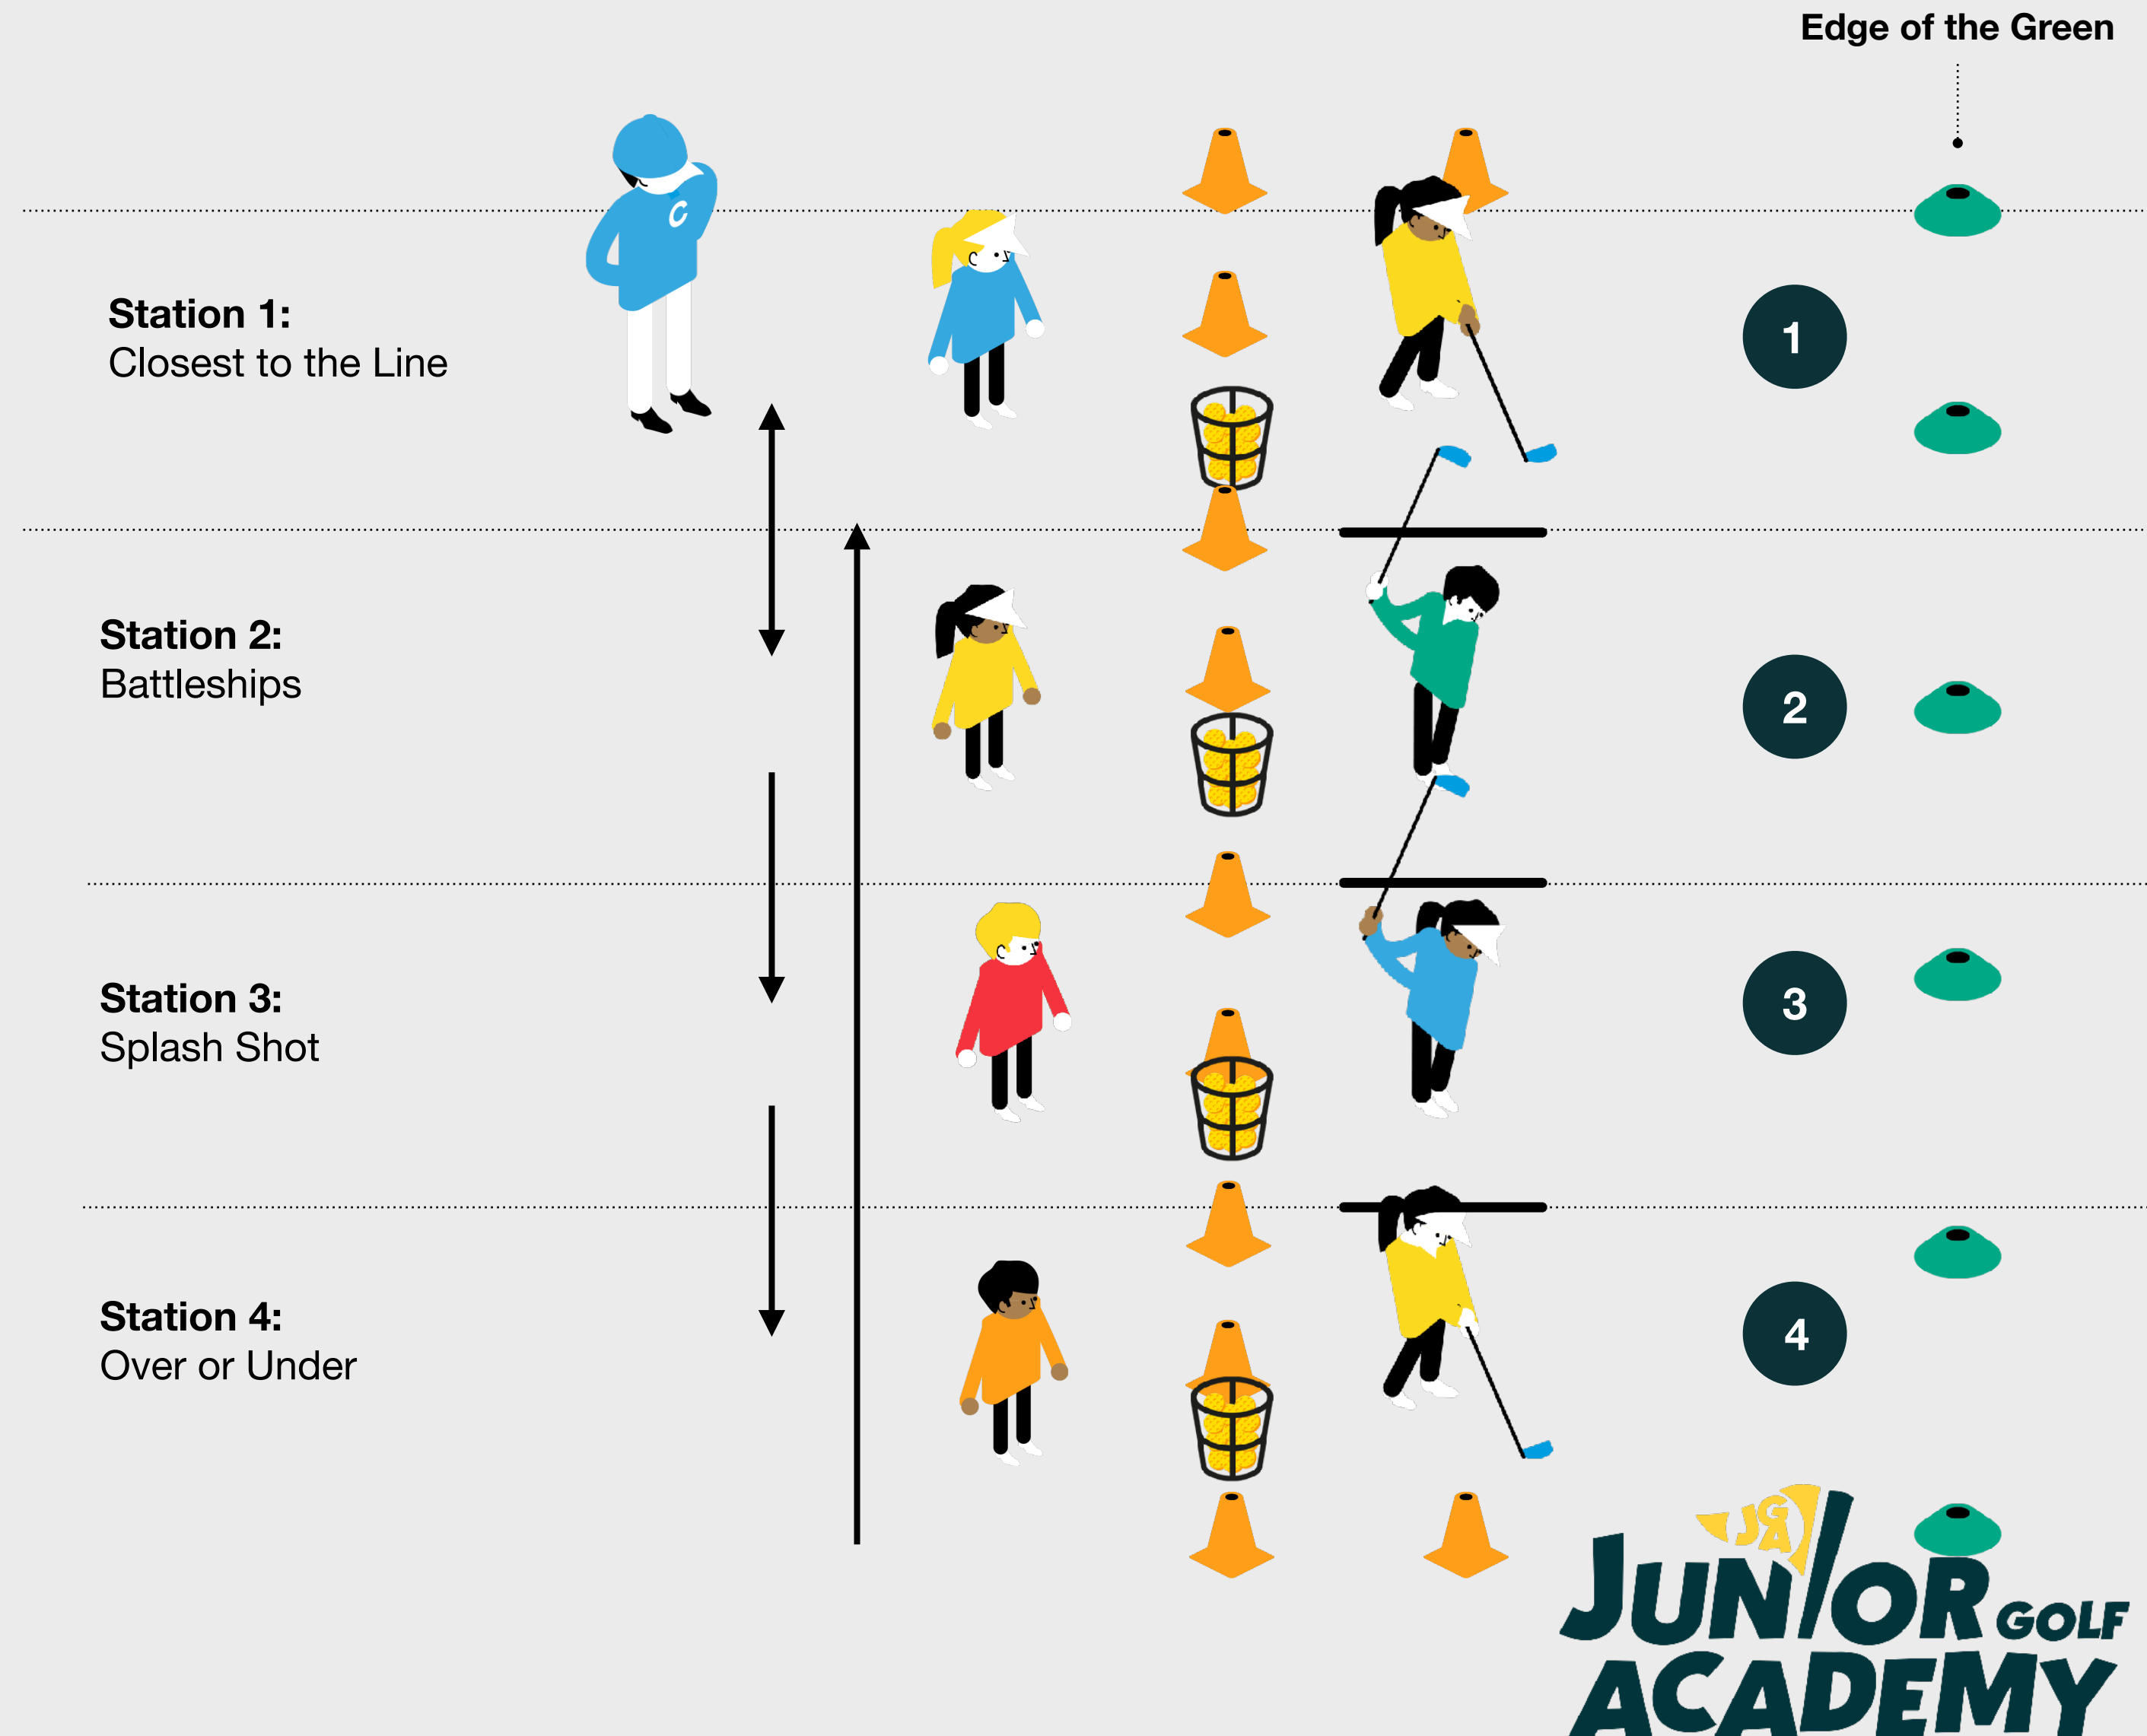 Edge of the Green
C
Station 1:
Closest to the Line
1
Station 2:
Battleships
2
Station 3:
Splash Shot
3
Station 4:
Over or Under
4
JGA
JUNIOR GOLF
ACADEMY